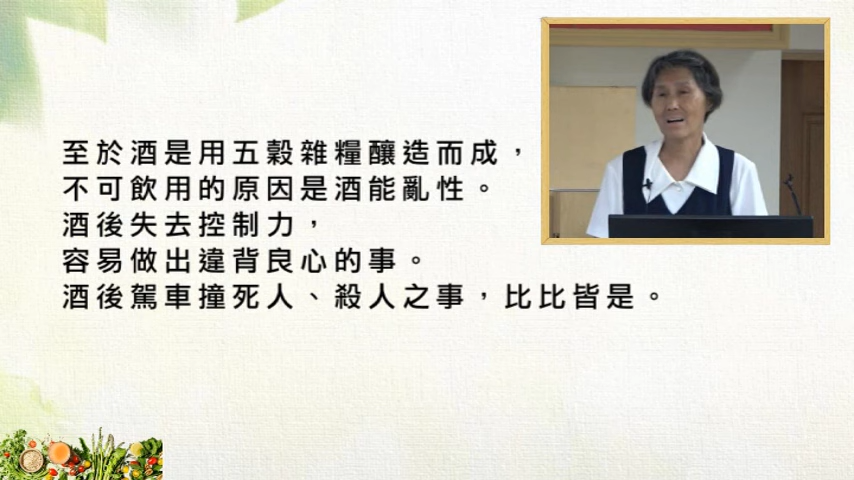 至於酒是用五穀雜糧釀造而成，
不可飲用的原因是酒能亂性。
酒後失去控制力，
容易做出違背良心的事。
酒後駕車撞死人、殺人之事，比比皆是。